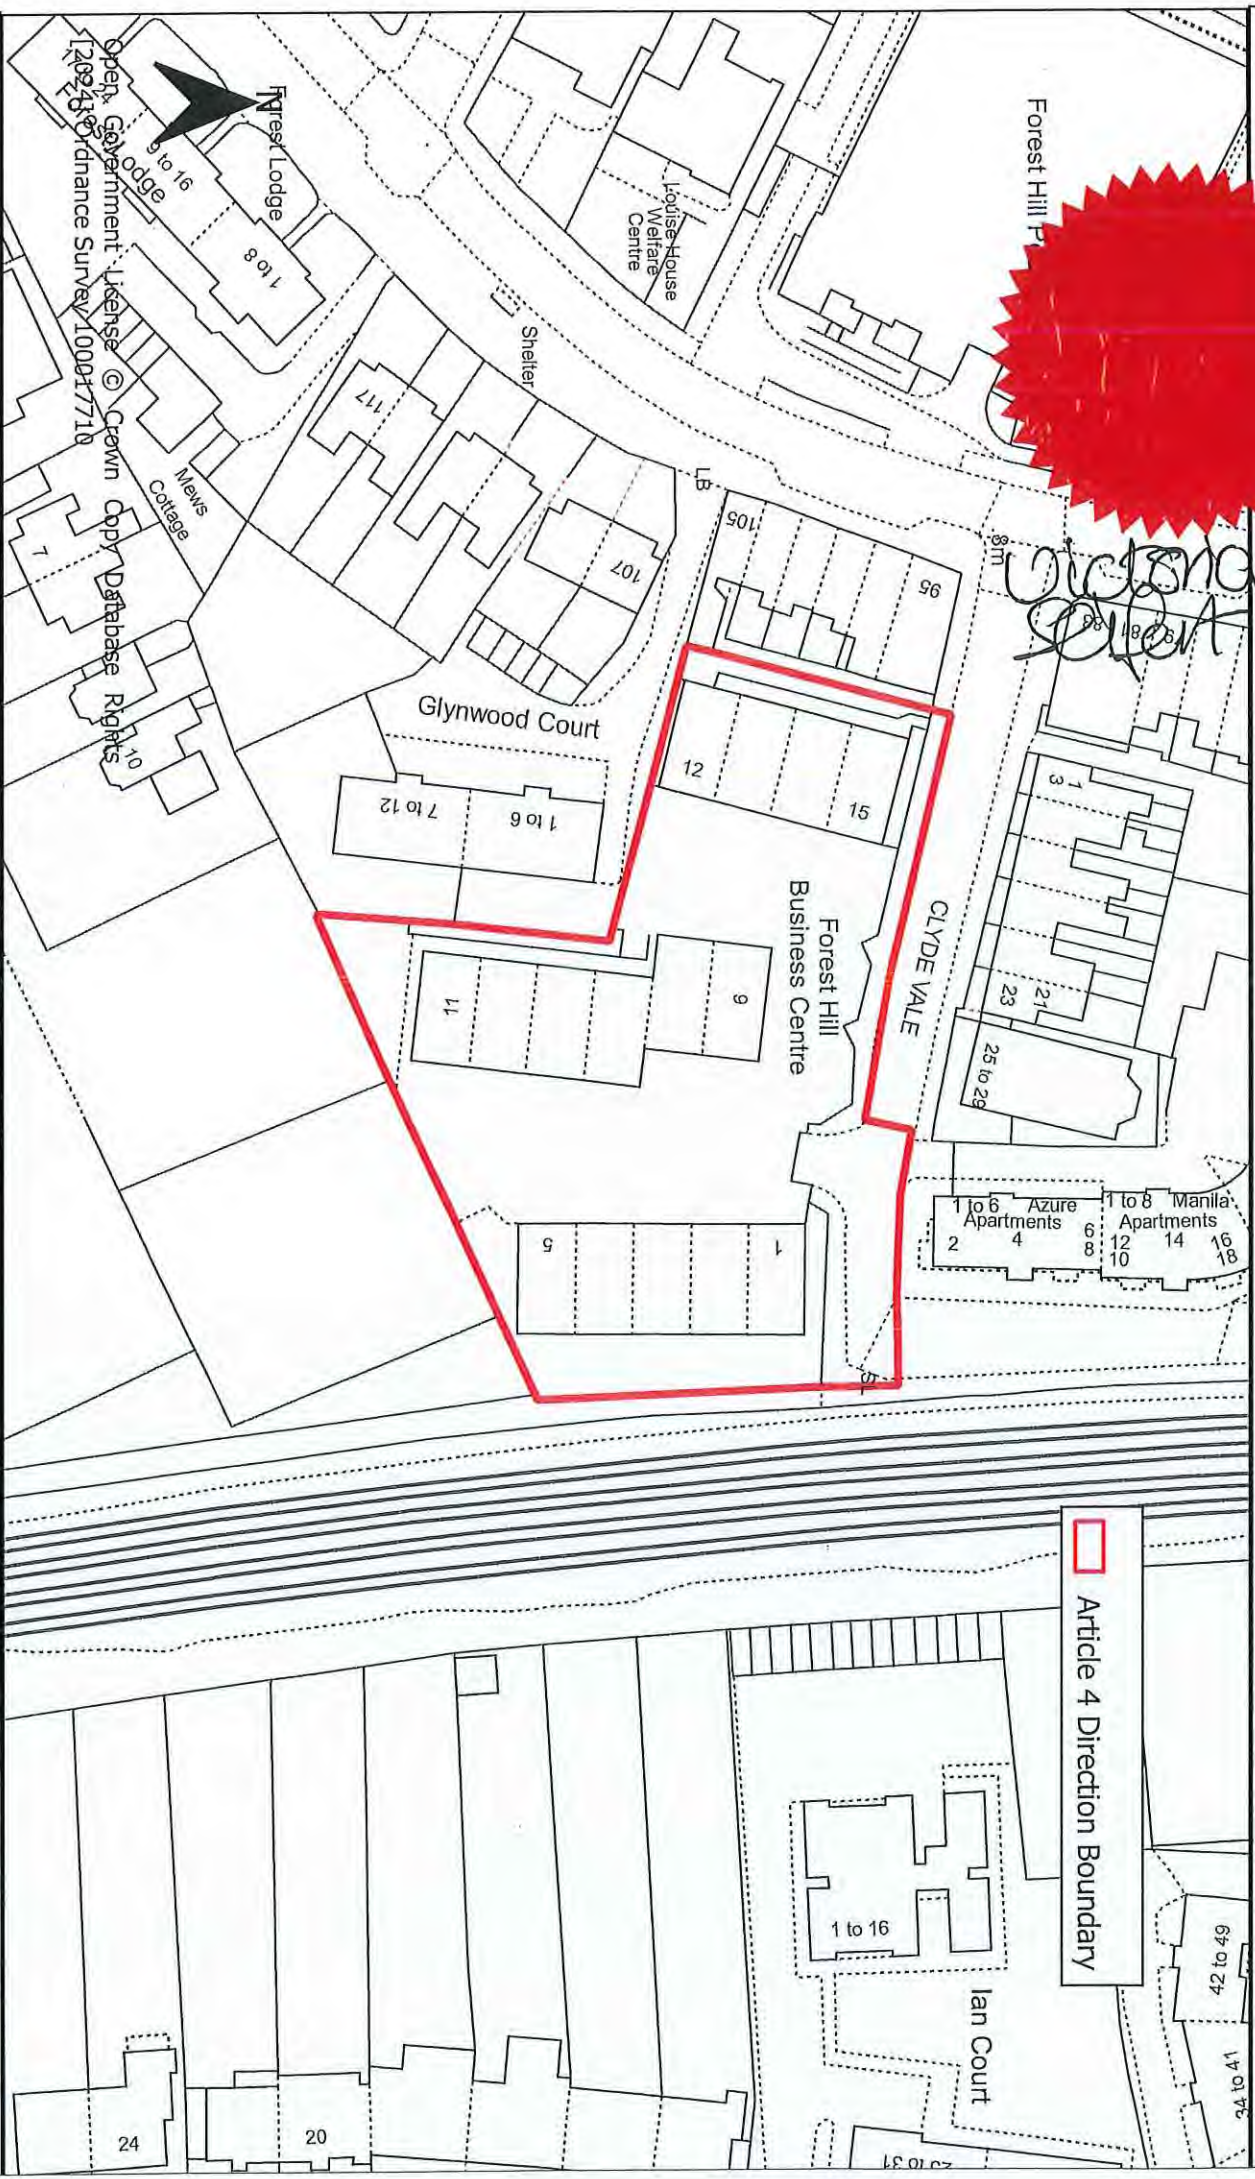 Forest Hill P
Louise House
Welfare
Centre
Forest Lodge
9 to 16
1 to 8
Shelter
117
107
LB
105
95
8m
83
81
Mews
Cottage
7
10
Glynwood Court
7 to 12
1 to 6
12
15
1
3
21
23
25 to 29
CLYDE VALE
Forest Hill
Business Centre
11
9
5
1
SL
1 to 6 Azure
Apartments
2
4
6
8
1 to 8 Manila
Apartments
12
10
14
16
18
Article 4 Direction Boundary
1 to 16
Ian Court
42 to 49
34 to 41
24
20
Open Government License © Crown Copy Database Rights
Ordnance Survey 100017710